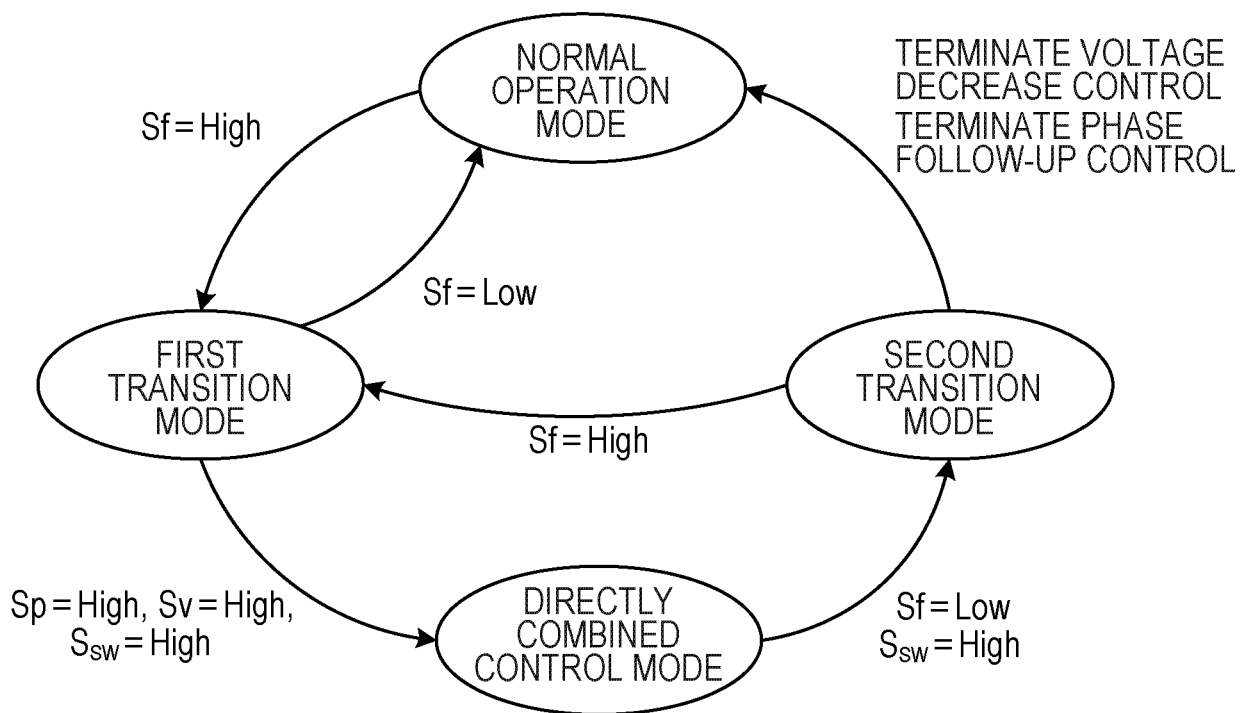 NORMAL
OPERATION
MODE
TERMINATE VOLTAGE
DECREASE CONTROL
TERMINATE PHASE
FOLLOW-UP CONTROL
Sf=High
Sf=Low
FIRST
TRANSITION
MODE
SECOND
TRANSITION
MODE
Sf=High
Sp=High, Sv=High,
SSW=High
DIRECTLY
COMBINED
CONTROL MODE
Sf=Low
SSW=High